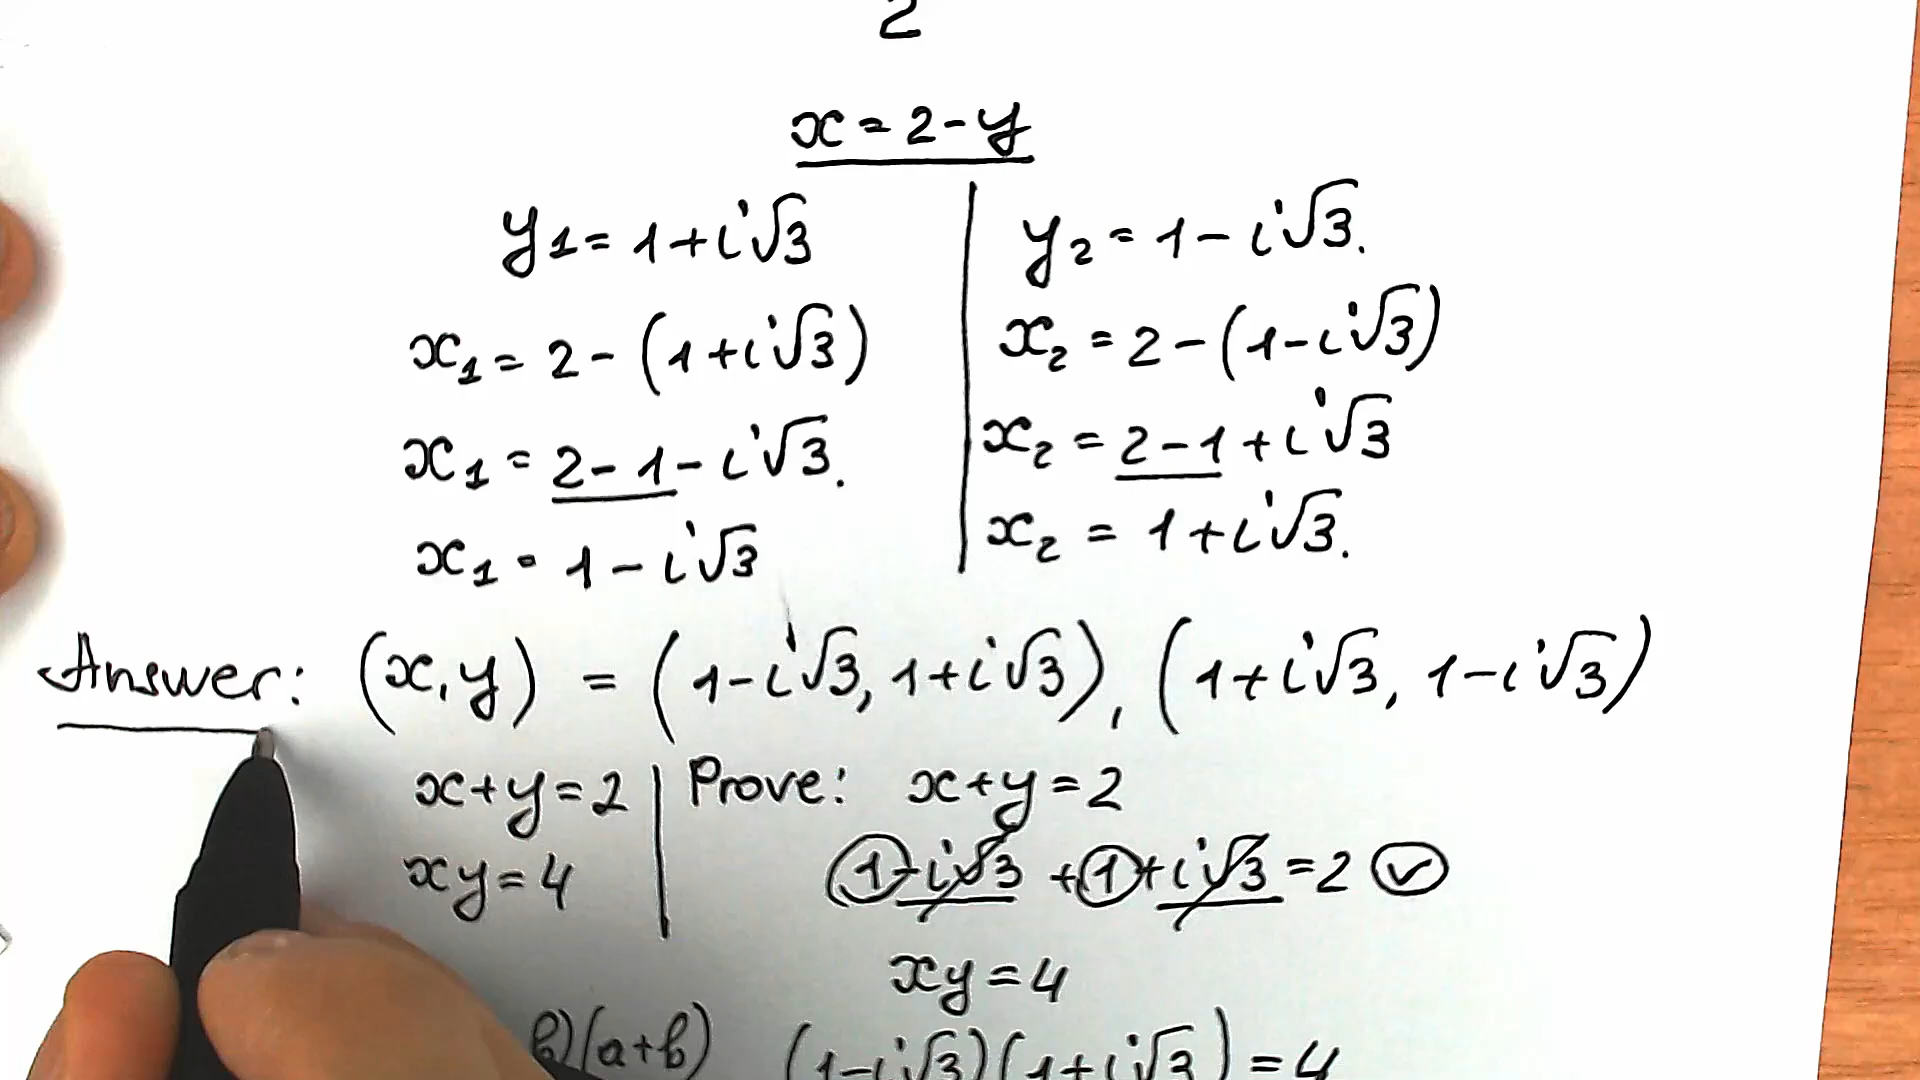 2
x = 2 - y
y1 = 1 + i√3
x1 = 2 - (1 + i√3)
x1 = 2 - 1 - i√3.
x1 = 1 - i√3
y2 = 1 - i√3.
x2 = 2 - (1 - i√3)
x2 = 2 - 1 + i√3
x2 = 1 + i√3.
Answer: (x, y) = (1 - i√3, 1 + i√3), (1 + i√3, 1 - i√3)
x + y = 2
xy = 4
Prove: x + y = 2
1 - i√3 + 1 + i√3 = 2 ✓
xy = 4
b)(a+b)
(1 - i√3)(1 + i√3) = 4